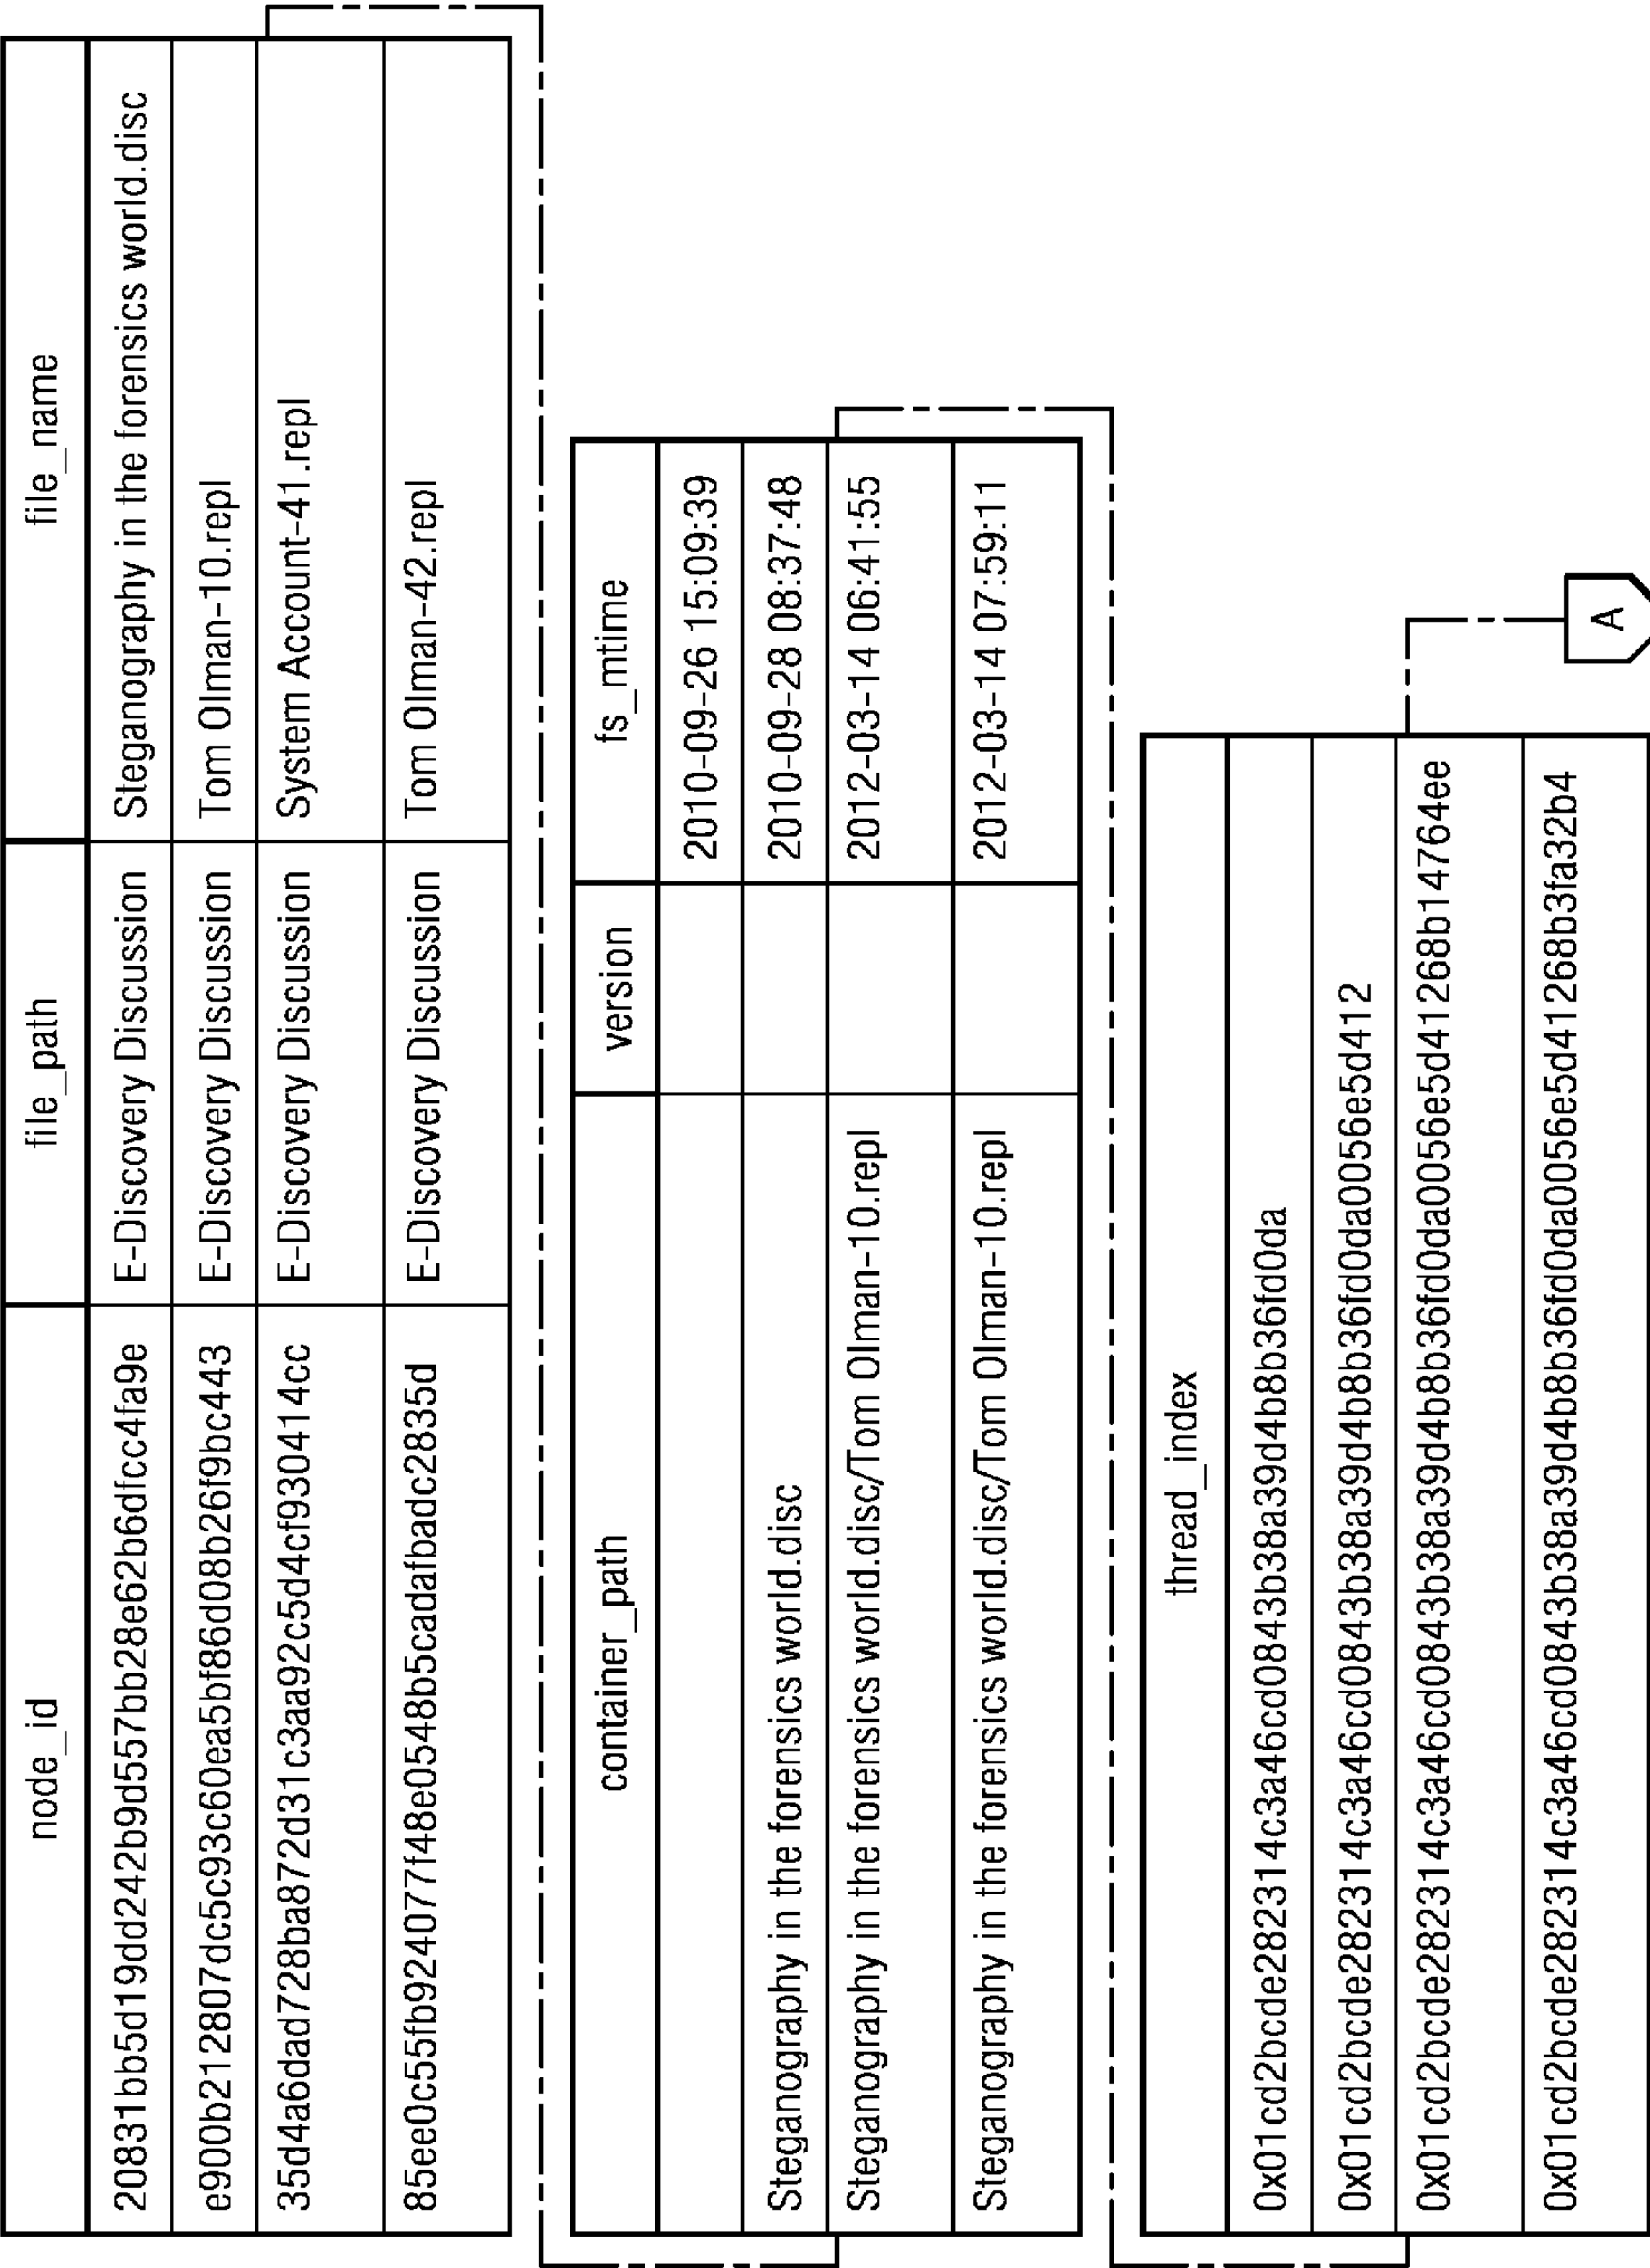 node_id file_path file_name
20831bb5d19dd242b9d557bb28e62b6dfcc4fa9e E-Discovery Discussion Steganography in the forensics world.disc
e900b212807dc5c93c60ea5bf86d08b26f9bc443 E-Discovery Discussion Tom Olman-10.repl
35d4a6dad728ba872d31c3aa92c5d4cf930414cc E-Discovery Discussion System Account-41.repl
85ee0c55fb924077f48e0548b5cadafbadc2835d E-Discovery Discussion Tom Olman-42.repl
container_path version fs_mtime
2010-09-26 15:09:39
Steganography in the forensics world.disc 2010-09-28 08:37:48
Steganography in the forensics world.disc/Tom Olman-10.repl 2012-03-14 06:41:55
Steganography in the forensics world.disc/Tom Olman-10.repl 2012-03-14 07:59:11
thread_index
0x01cd2bcde282314c3a46cd0843b38a39d4b8b36fd0da
0x01cd2bcde282314c3a46cd0843b38a39d4b8b36fd0da0056e5d412
0x01cd2bcde282314c3a46cd0843b38a39d4b8b36fd0da0056e5d41268b14764ee
0x01cd2bcde282314c3a46cd0843b38a39d4b8b36fd0da0056e5d41268b3fa32b4
A